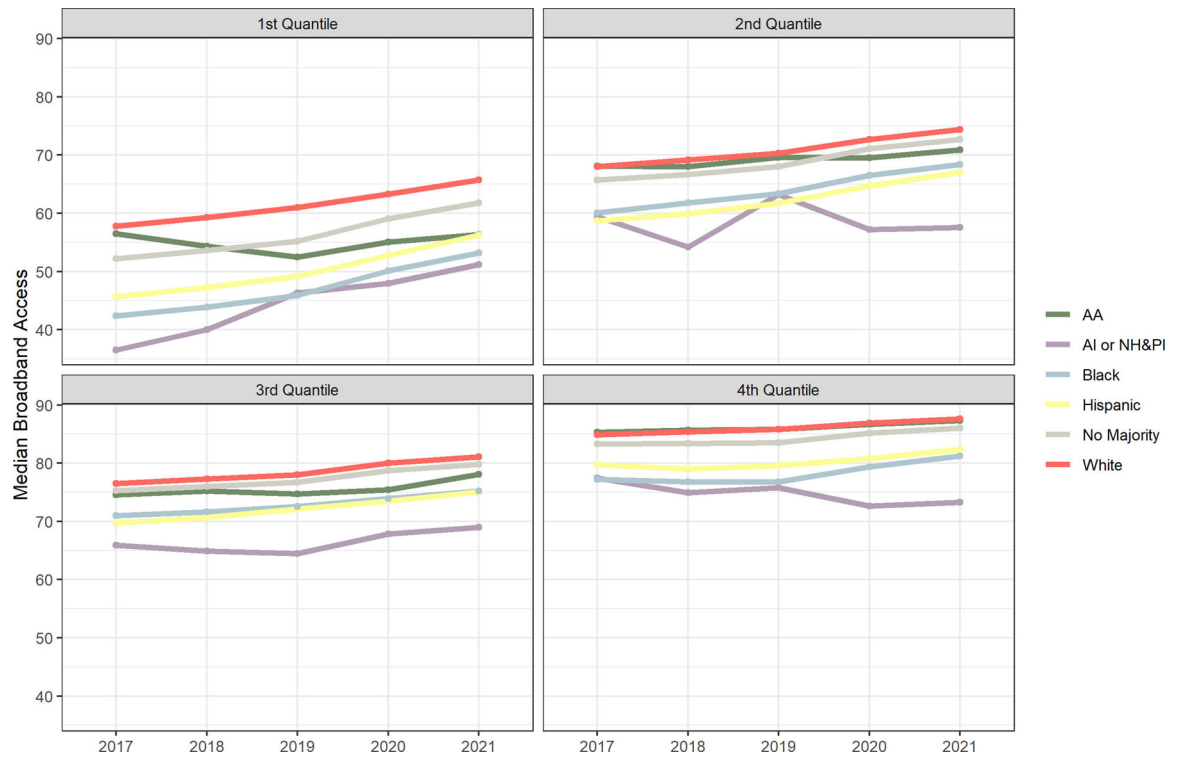 1st Quantile
2nd Quantile
90
80
70
60
50
40
3rd Quantile
4th Quantile
90
80
70
60
50
40
2017 2018 2019 2020 2021
2017 2018 2019 2020 2021
Median Broadband Access
AA
AI or NH&PI
Black
Hispanic
No Majority
White